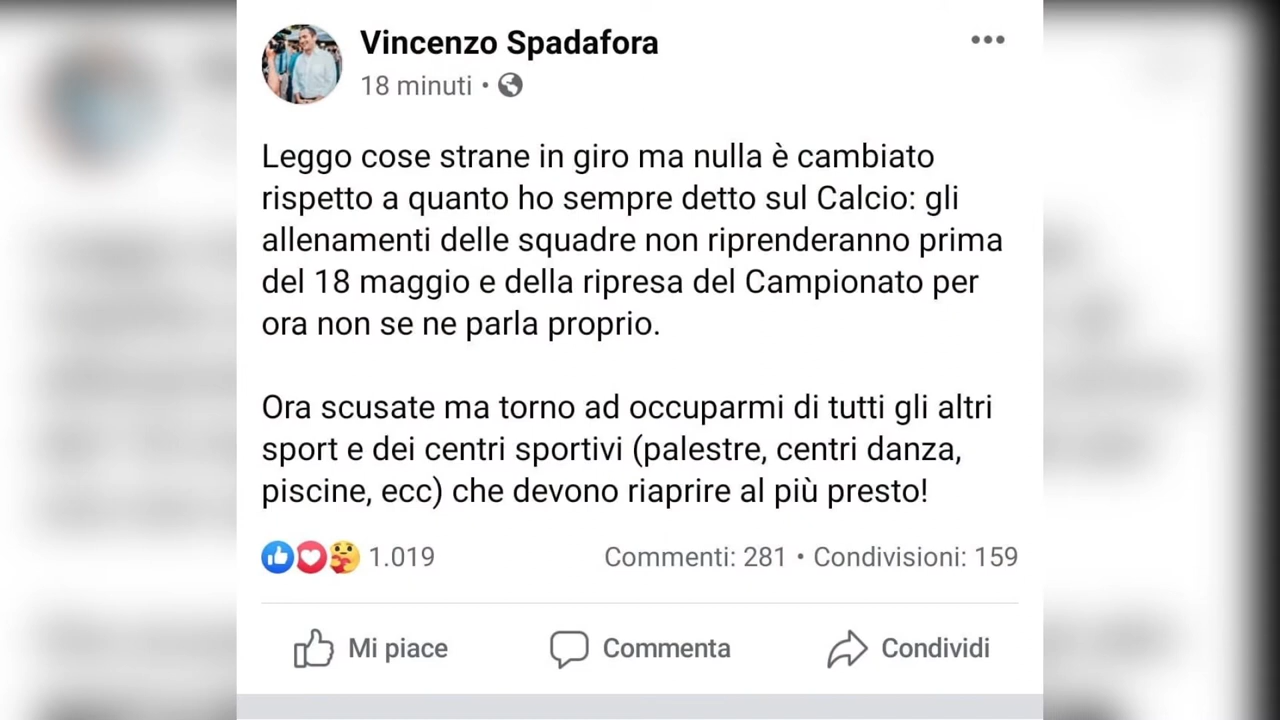 Vincenzo Spadafora
18 minuti •
Leggo cose strane in giro ma nulla è cambiato
rispetto a quanto ho sempre detto sul Calcio: gli
allenamenti delle squadre non riprenderanno prima
del 18 maggio e della ripresa del Campionato per
ora non se ne parla proprio.
Ora scusate ma torno ad occuparmi di tutti gli altri
sport e dei centri sportivi (palestre, centri danza,
piscine, ecc) che devono riaprire al più presto!
1.019 Commenti: 281 • Condivisioni: 159
Mi piace Commenta Condividi